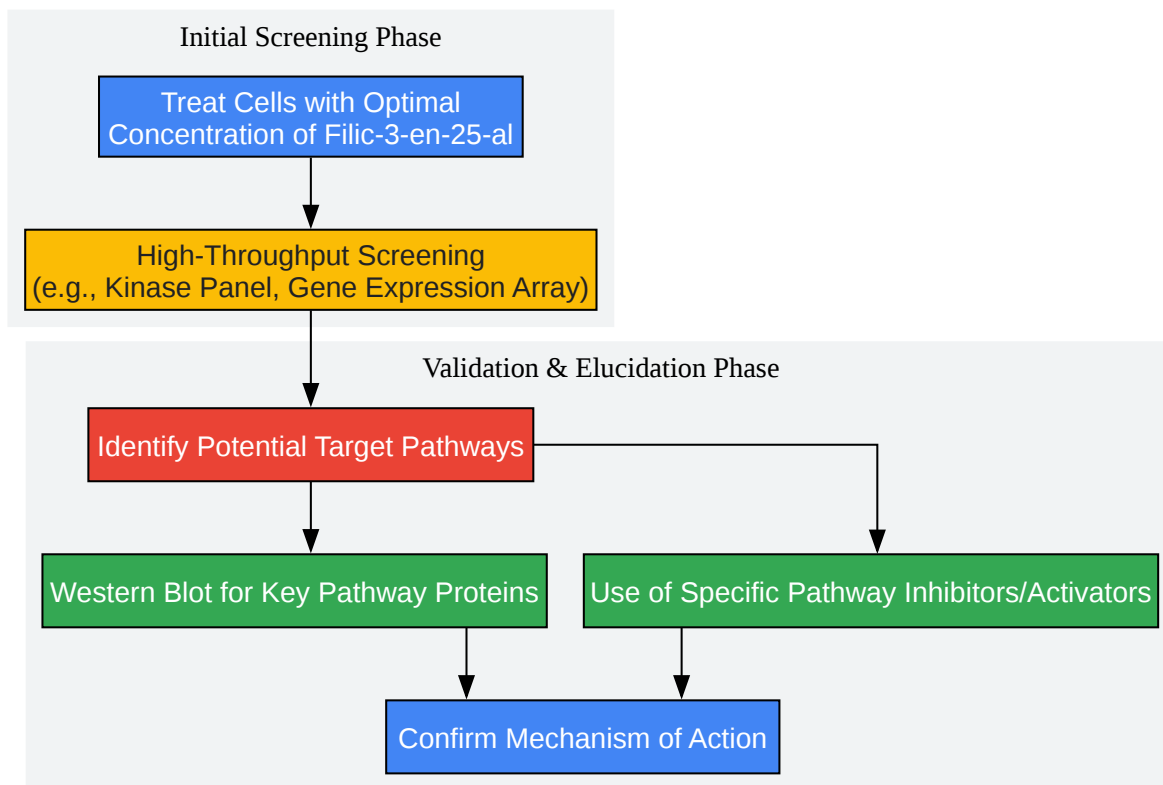 Initial Screening Phase
Treat Cells with Optimal
Concentration of Filic-3-en-25-al
High-Throughput Screening
(e.g., Kinase Panel, Gene Expression Array)
Validation & Elucidation Phase
Identify Potential Target Pathways
Western Blot for Key Pathway Proteins
Use of Specific Pathway Inhibitors/Activators
Confirm Mechanism of Action